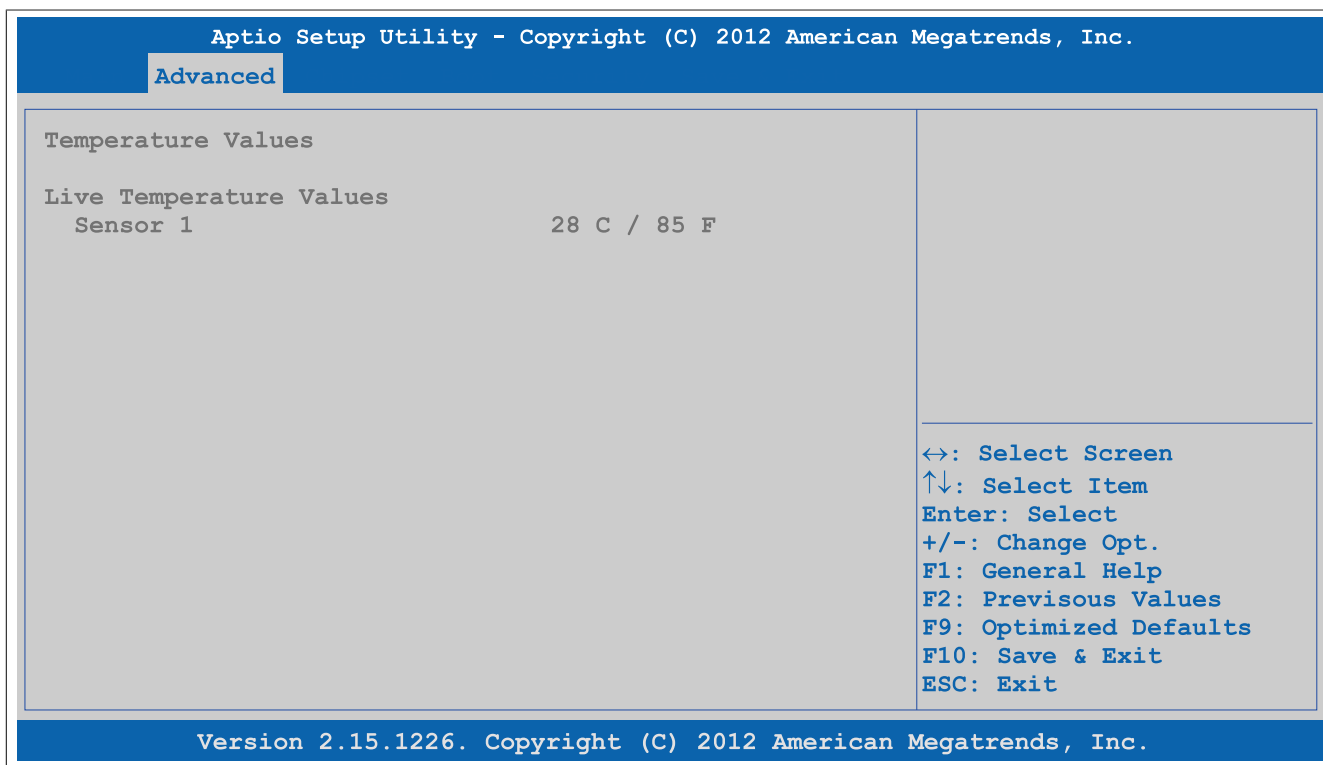 Aptio Setup Utility - Copyright (C) 2012 American Megatrends, Inc.
Advanced
Temperature Values
Live Temperature Values
Sensor 1 28 C / 85 F
↔: Select Screen
↑↓: Select Item
Enter: Select
+/-: Change Opt.
F1: General Help
F2: Previsous Values
F9: Optimized Defaults
F10: Save & Exit
ESC: Exit
Version 2.15.1226. Copyright (C) 2012 American Megatrends, Inc.